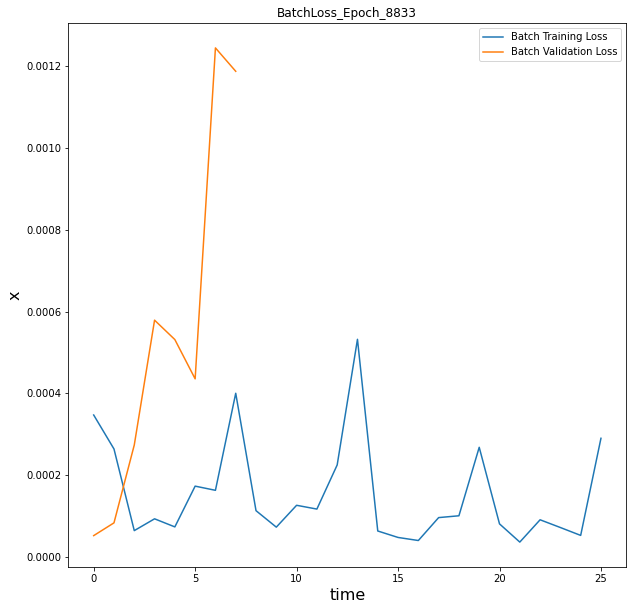 BatchLoss_Epoch_8833
Batch Training Loss
Batch Validation Loss
0.0012
0.0010
0.0008
0.0006
0.0004
0.0002
0.0000
x
0
5
10
15
20
25
time